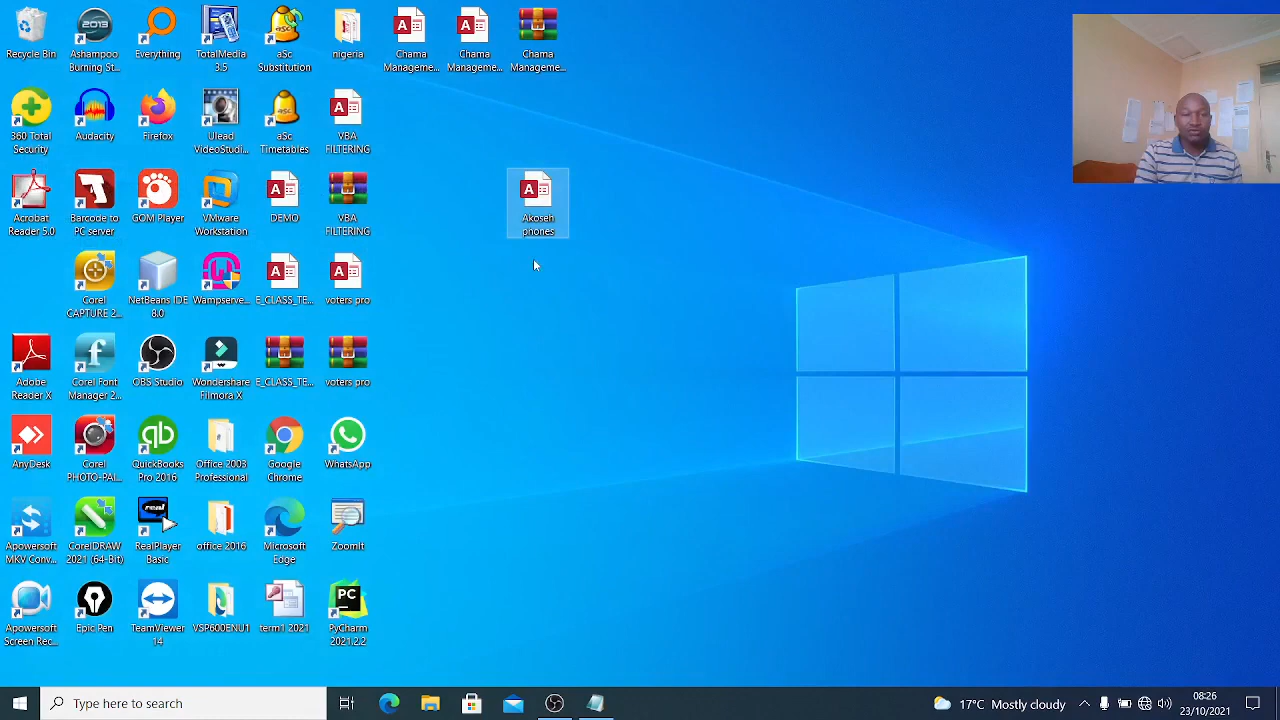 Recycle Bin
Ashampoo
Burning St...
Everything
TotalMedia
3.5
aSc
Substitution
nigeria
Chama
Manageme...
Chama
Manageme...
Chama
Manageme...
360 Total
Security
Audacity
Firefox
Ulead
VideoStudi...
aSc
Timetables
VBA
FILTERING
Acrobat
Reader 5.0
Barcode to
PC server
GOM Player
VMware
Workstation
DEMO
VBA
FILTERING
Akoseh
phones
Corel
CAPTURE 2...
NetBeans IDE
8.0
Wampserve...
E_CLASS_TE...
voters pro
Adobe
Reader X
Corel Font
Manager 2...
OBS Studio
Wondershare
Filmora X
E_CLASS_TE...
voters pro
AnyDesk
Corel
PHOTO-PAI...
QuickBooks
Pro 2016
Office 2003
Professional
Google
Chrome
WhatsApp
Apowersoft
MKV Conv...
CorelDRAW
2021 (64-Bit)
RealPlayer
Basic
office 2016
Microsoft
Edge
ZoomIt
Apowersoft
Screen Rec...
Epic Pen
TeamViewer
14
VSP600ENU1
term1 2021
PyCharm
2021.2.2
Type here to search
17°C Mostly cloudy
08:26
23/10/2021